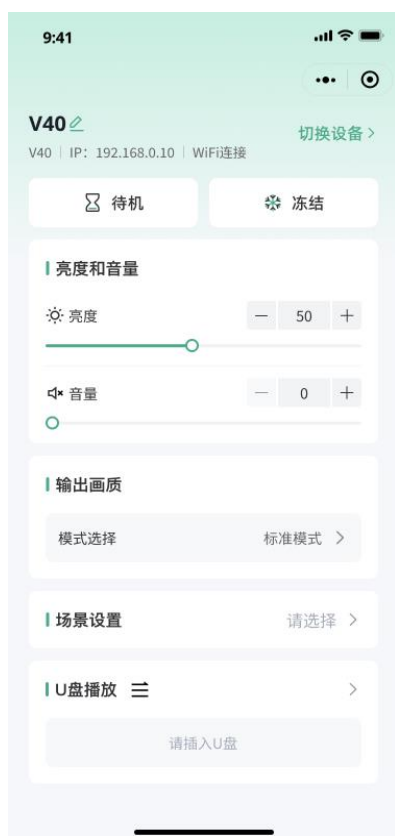 9:41
V40
切换设备
V40 | IP：192.168.0.10 | WiFi连接
待机 冻结
亮度和音量
亮度 50
音量 0
输出画质
模式选择 标准模式
场景设置 请选择
U盘播放
请插入U盘